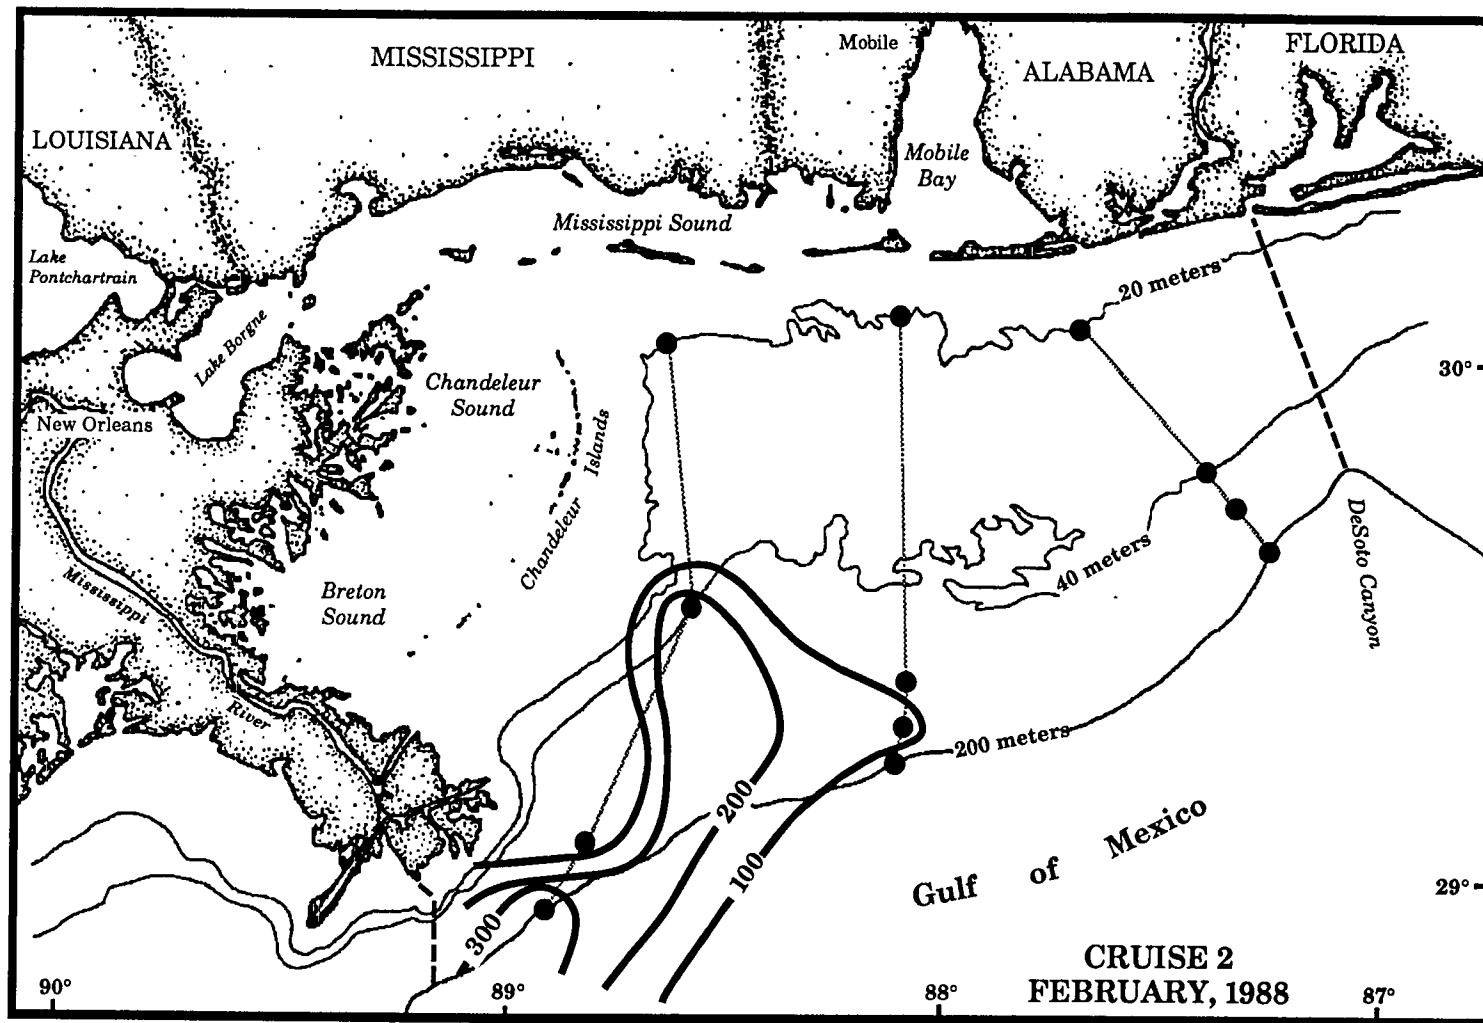 MISSISSIPPI
Mobile
ALABAMA
FLORIDA
LOUISIANA
Mobile
Bay
Mississippi Sound
Lake
Pontchartrain
20 meters
Lake Borgne
30°
Chandeleur
Sound
New Orleans
Chandeleur Islands
DeSoto Canyon
40 meters
Mississippi
River
Breton
Sound
200 meters
200
100
300
Gulf of Mexico
29°
CRUISE 2
FEBRUARY, 1988
90°
89°
88°
87°